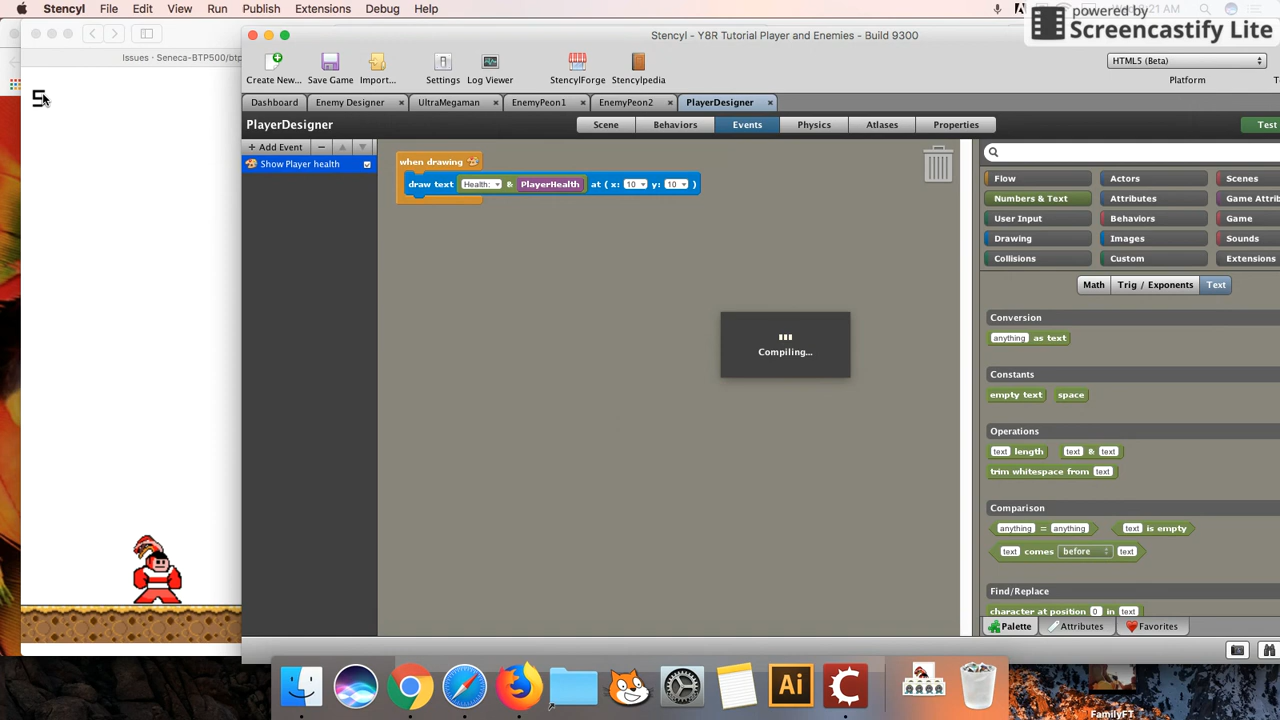 Stencyl File Edit View Run Publish Extensions Debug Help
powered by
Screencastify Lite
Issues · Seneca-BTP500/btp
Stencyl - Y8R Tutorial Player and Enemies - Build 9300
Create New... Save Game Import... Settings Log Viewer StencylForge Stencylpedia
HTML5 (Beta)
Platform
5
Dashboard Enemy Designer UltraMegaman EnemyPeon1 EnemyPeon2 PlayerDesigner
PlayerDesigner Scene Behaviors Events Physics Atlases Properties Test
+ Add Event
Show Player health
when drawing
draw text Health: & PlayerHealth at ( x: 10 y: 10 )
Compiling...
Flow Actors Scenes
Numbers & Text Attributes Game Attri
User Input Behaviors Game
Drawing Images Sounds
Collisions Custom Extensions
Math Trig / Exponents Text
Conversion
anything as text
Constants
empty text space
Operations
text length text & text
trim whitespace from text
Comparison
anything = anything text is empty
text comes before text
Find/Replace
character at position 0 in text
Palette Attributes Favorites
Ai
FamilyFT